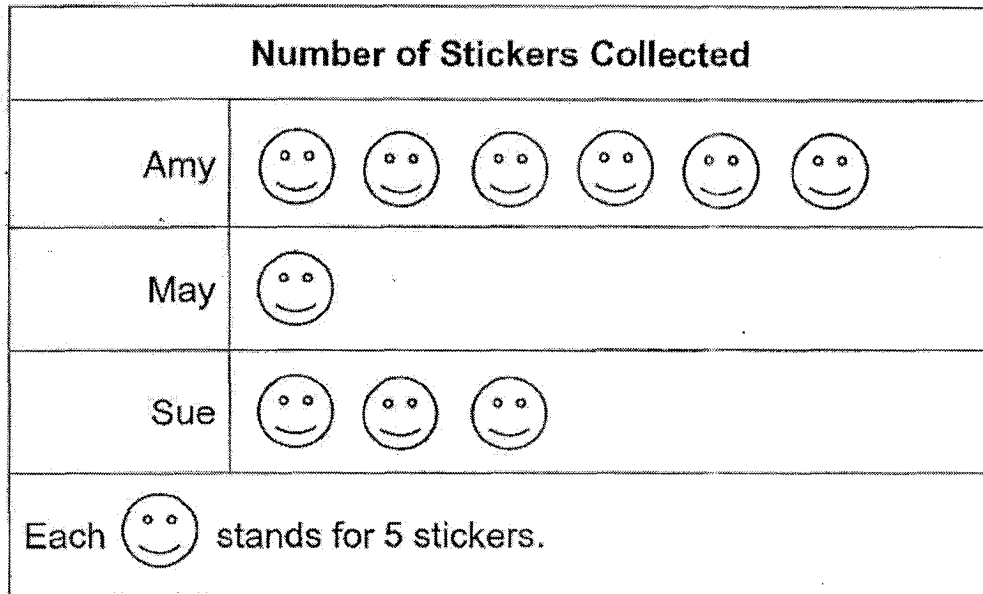 Number of Stickers Collected
Amy
May
Sue
Each stands for 5 stickers.